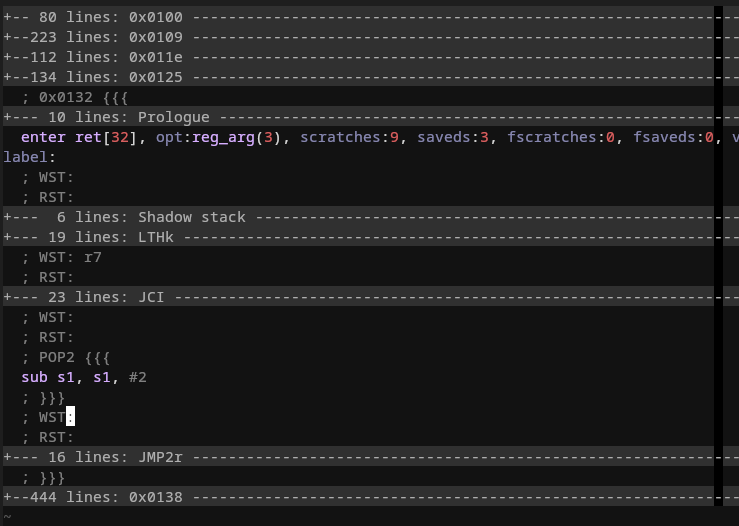 +-- 80 lines: 0x0100 --------------------------------------------------------------
+--223 lines: 0x0109 --------------------------------------------------------------
+--112 lines: 0x011e --------------------------------------------------------------
+--134 lines: 0x0125 --------------------------------------------------------------
; 0x0132 {{{
+--- 10 lines: Prologue -----------------------------------------------------------
enter ret[32], opt:reg_arg(3), scratches:9, saveds:3, fscratches:0, fsaveds:0, v
label:
; WST:
; RST:
+---  6 lines: Shadow stack -------------------------------------------------------
+--- 19 lines: LTHk ---------------------------------------------------------------
; WST: r7
; RST:
+--- 23 lines: JCI ----------------------------------------------------------------
; WST:
; RST:
; POP2 {{{
sub s1, s1, #2
; }}}
; WST:
; RST:
+--- 16 lines: JMP2r --------------------------------------------------------------
; }}}
+--444 lines: 0x0138 --------------------------------------------------------------
~